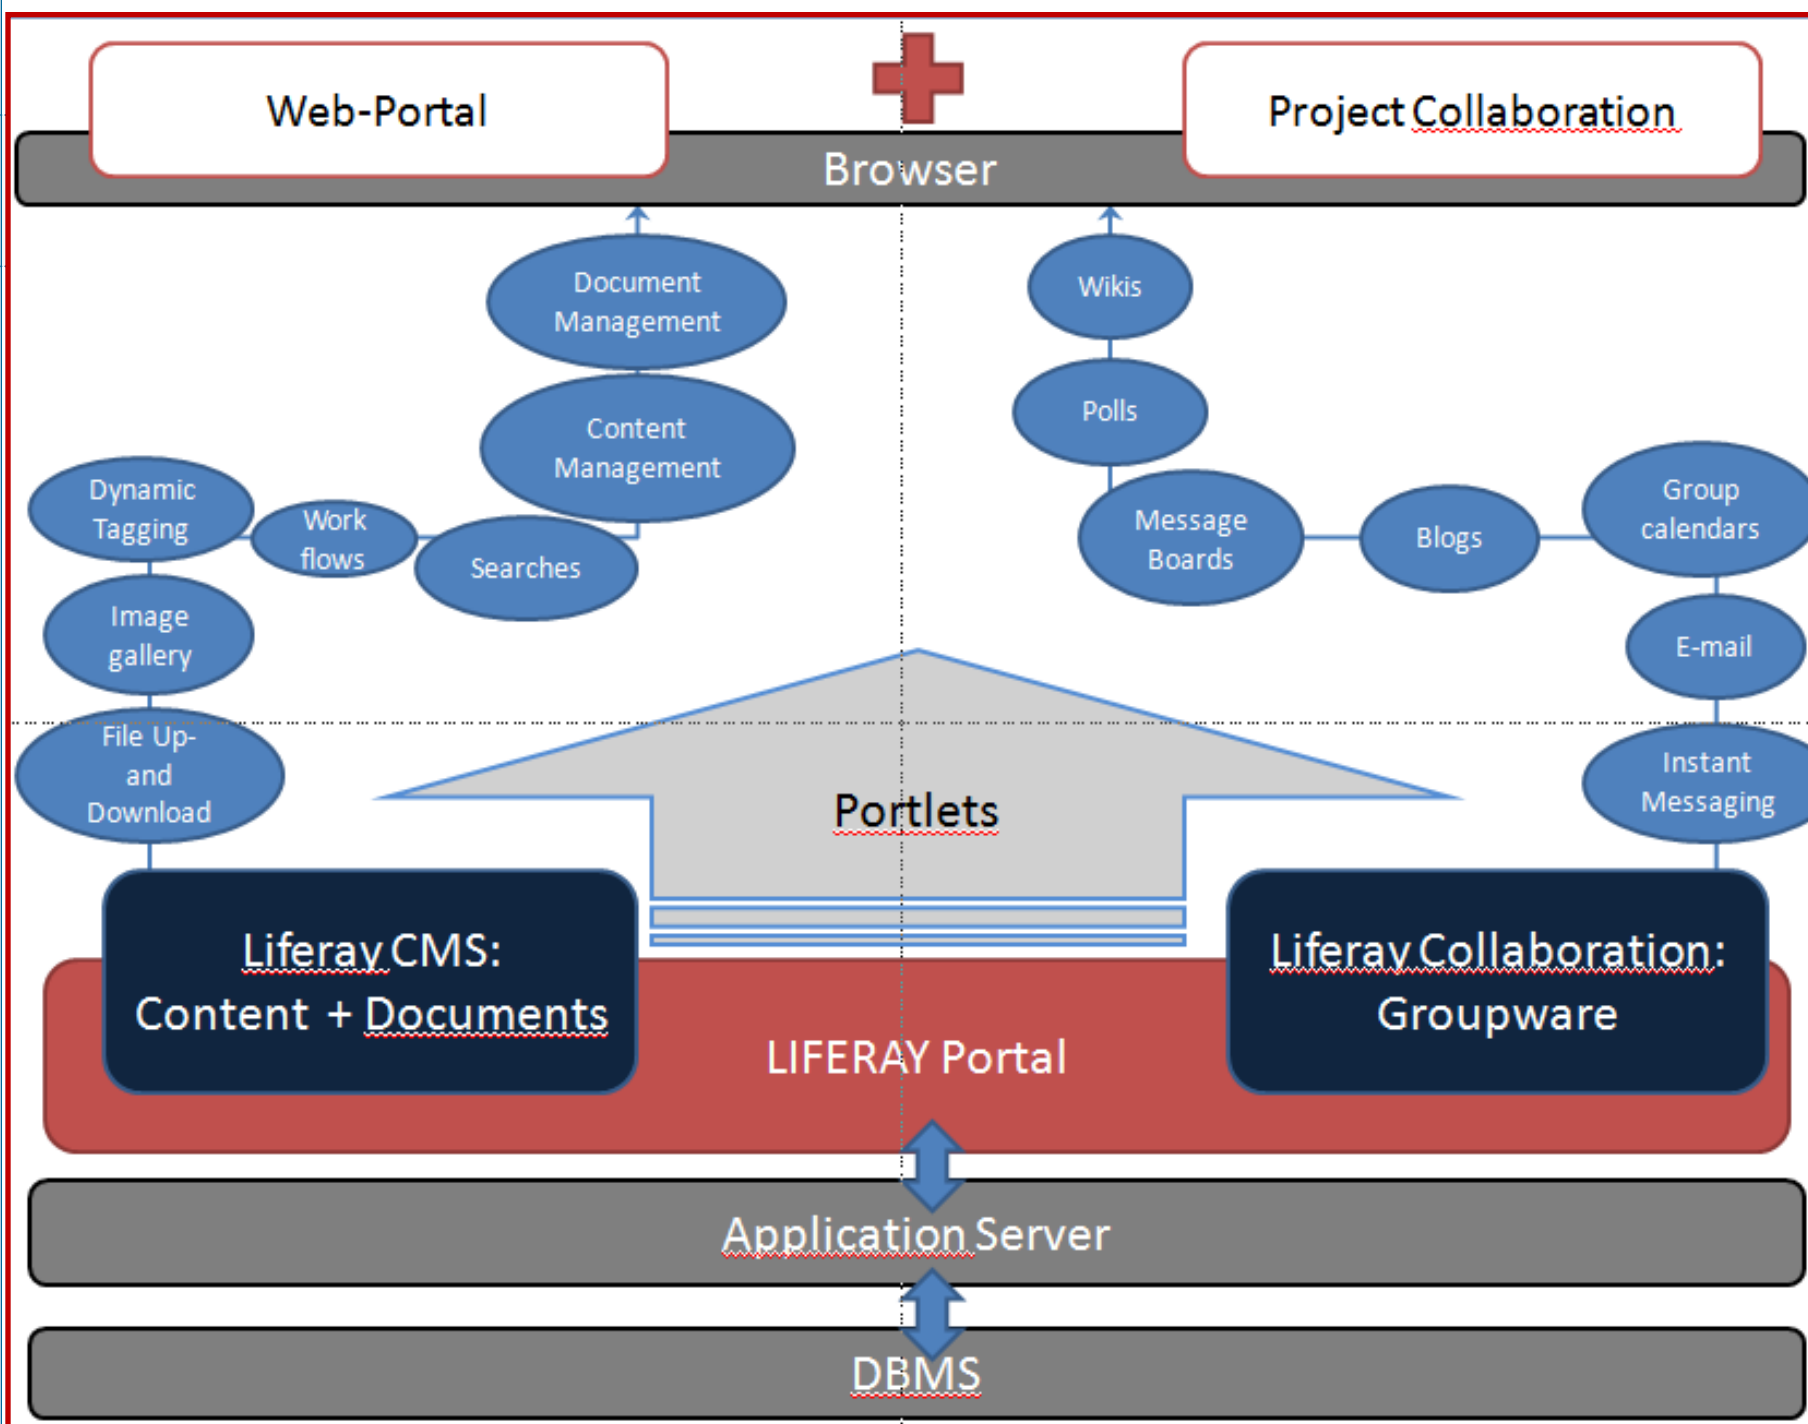 Web-Portal
Project Collaboration
Browser
Document
Management
Wikis
Content
Management
Polls
Dynamic
Tagging
Work
flows
Searches
Message
Boards
Blogs
Group
calendars
Image
gallery
E-mail
File Up-
and
Download
Instant
Messaging
Portlets
Liferay CMS:
Content + Documents
Liferay Collaboration:
Groupware
LIFERAY Portal
Application Server
DBMS